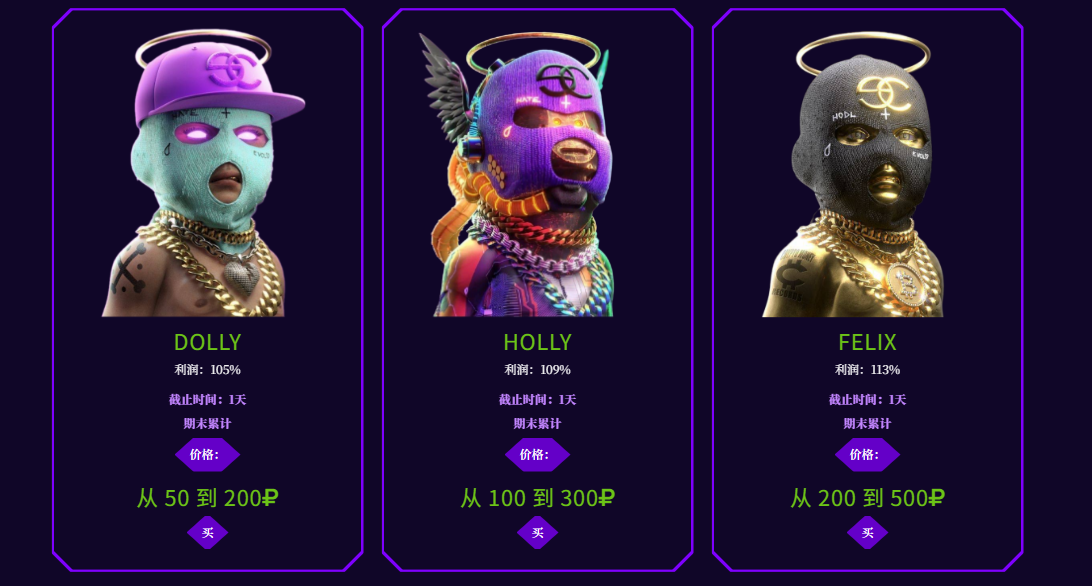 HATE
HODL
DOLLY
利润：105%
截止时间：1天
期末累计
价格：
从 50 到 200₽
买
HOLLY
利润：109%
截止时间：1天
期末累计
价格：
从 100 到 300₽
买
FELIX
利润：113%
截止时间：1天
期末累计
价格：
从 200 到 500₽
买